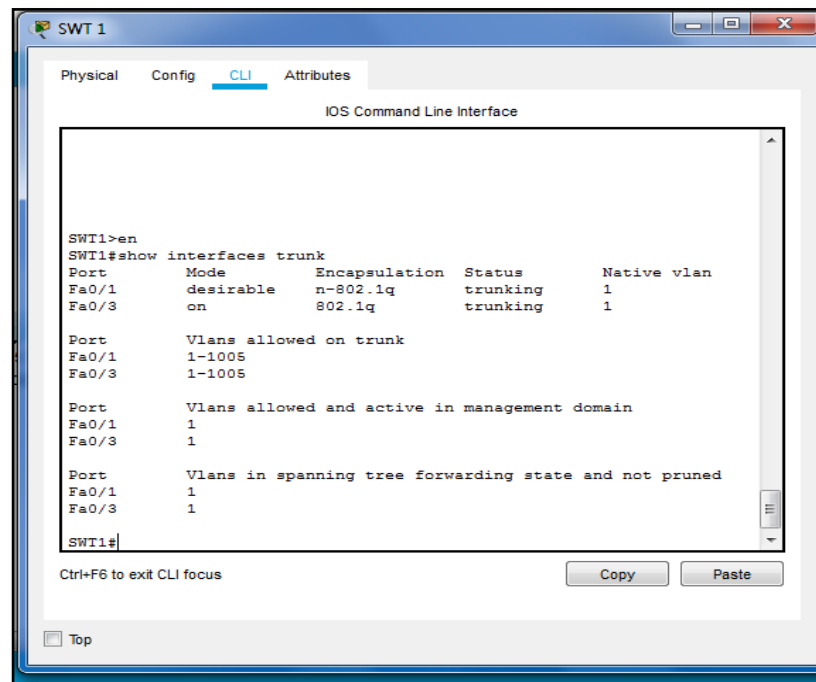 SWT 1
Physical Config CLI Attributes
IOS Command Line Interface
SWT1>en
SWT1#show interfaces trunk
Port Mode Encapsulation Status Native vlan
Fa0/1 desirable n-802.1q trunking 1
Fa0/3 on 802.1q trunking 1
Port Vlans allowed on trunk
Fa0/1 1-1005
Fa0/3 1-1005
Port Vlans allowed and active in management domain
Fa0/1 1
Fa0/3 1
Port Vlans in spanning tree forwarding state and not pruned
Fa0/1 1
Fa0/3 1
SWT1#
Ctrl+F6 to exit CLI focus Copy Paste
Top